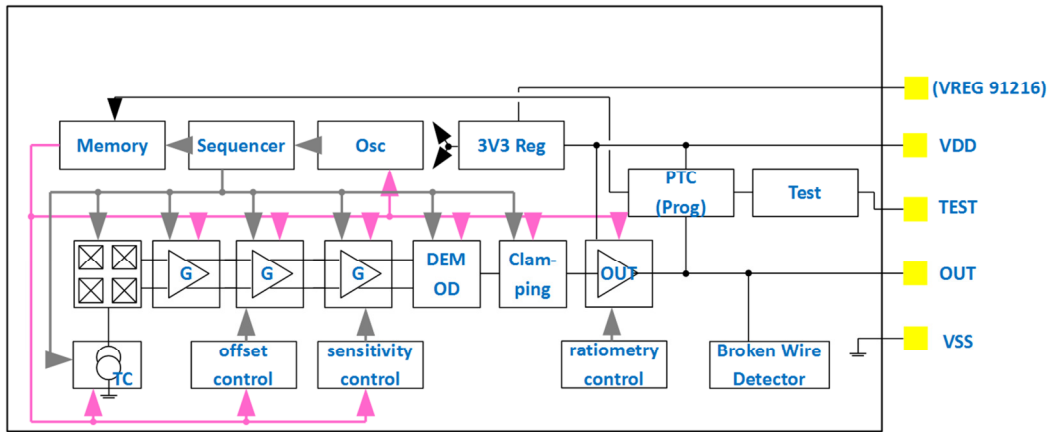 (VREG 91216)
Memory
Sequencer
Osc
3V3 Reg
VDD
PTC
(Prog)
Test
TEST
G
G
G
DEM
OD
Clam-
ping
OUT
OUT
VSS
TC
offset
control
sensitivity
control
ratiometry
control
Broken Wire
Detector